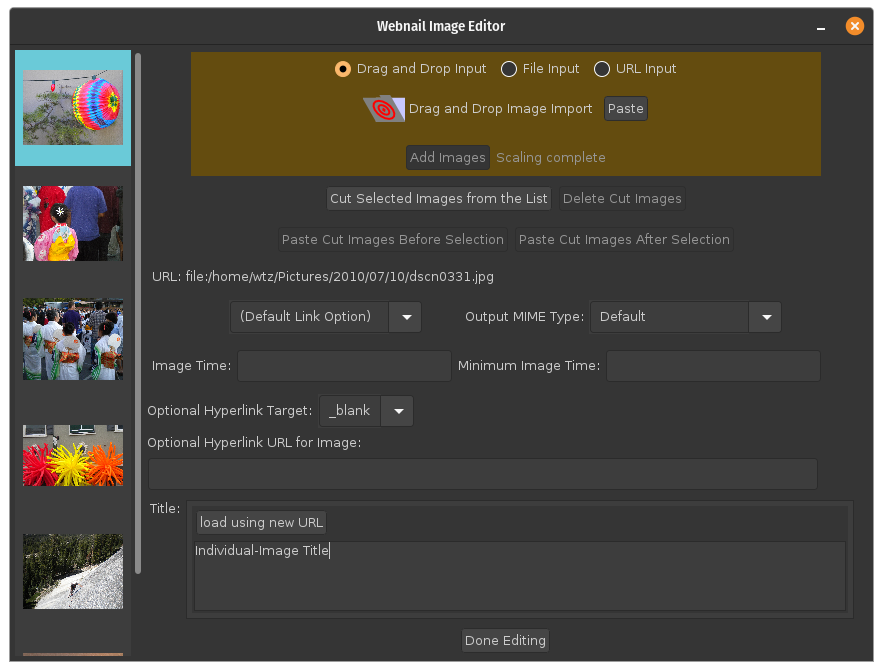 Webnail Image Editor
Drag and Drop Input File Input URL Input
Drag and Drop Image Import Paste
Add Images Scaling complete
Cut Selected Images from the List Delete Cut Images
Paste Cut Images Before Selection Paste Cut Images After Selection
URL: file:/home/wtz/Pictures/2010/07/10/dscn0331.jpg
(Default Link Option) Output MIME Type: Default
Image Time: Minimum Image Time:
Optional Hyperlink Target: _blank
Optional Hyperlink URL for Image:
Title: load using new URL
Individual-Image Title
Done Editing